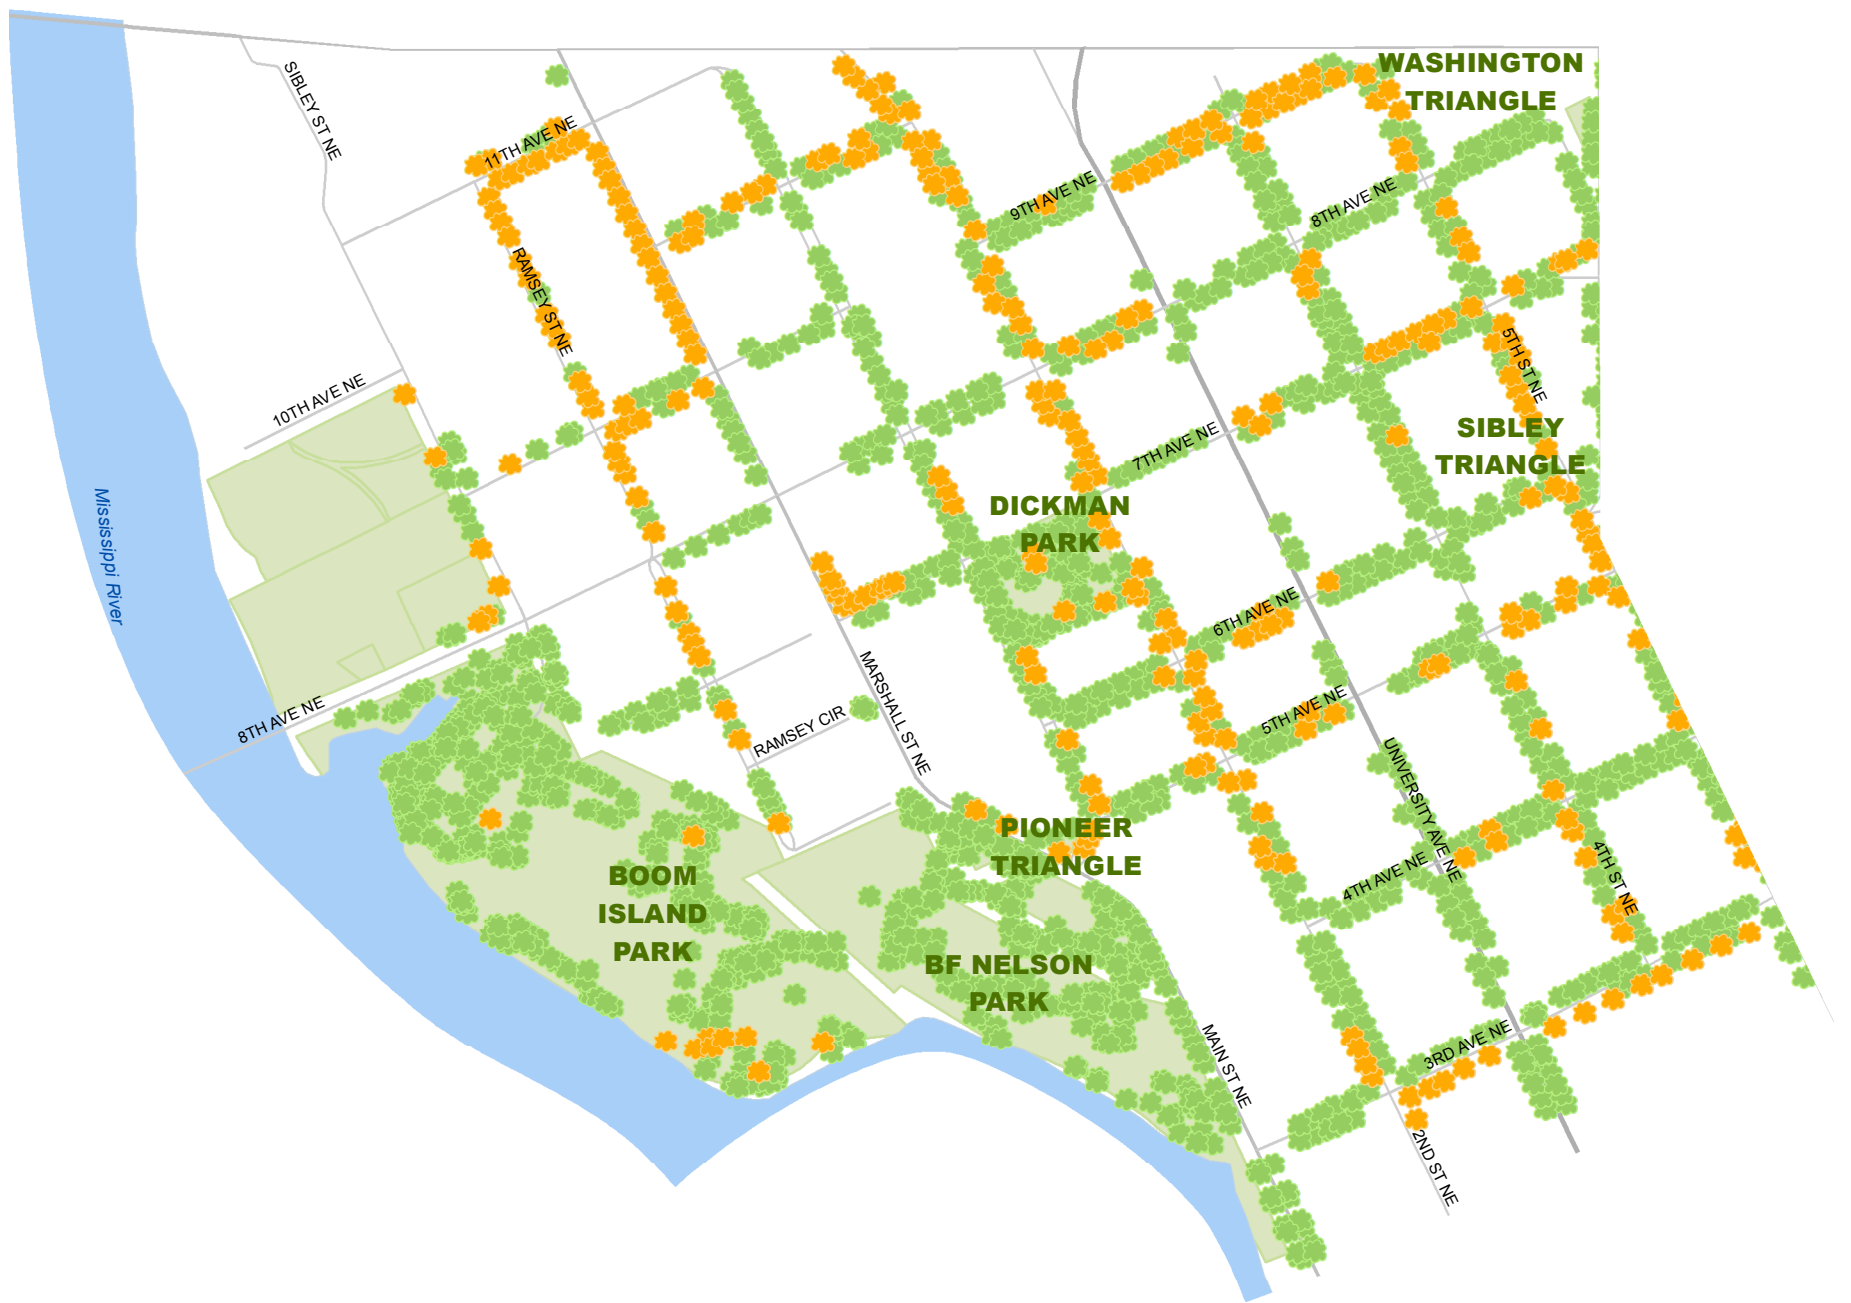 WASHINGTON
TRIANGLE
SIBLEY ST NE
11TH AVE NE
9TH AVE NE
8TH AVE NE
RAMSEY ST NE
5TH ST NE
10TH AVE NE
SIBLEY
TRIANGLE
7TH AVE NE
Mississippi River
DICKMAN
PARK
6TH AVE NE
MARSHALL ST NE
8TH AVE NE
RAMSEY CIR
5TH AVE NE
UNIVERSITY AVE NE
PIONEER
TRIANGLE
4TH AVE NE
4TH ST NE
BOOM
ISLAND
PARK
BF NELSON
PARK
MAIN ST NE
3RD AVE NE
2ND ST NE